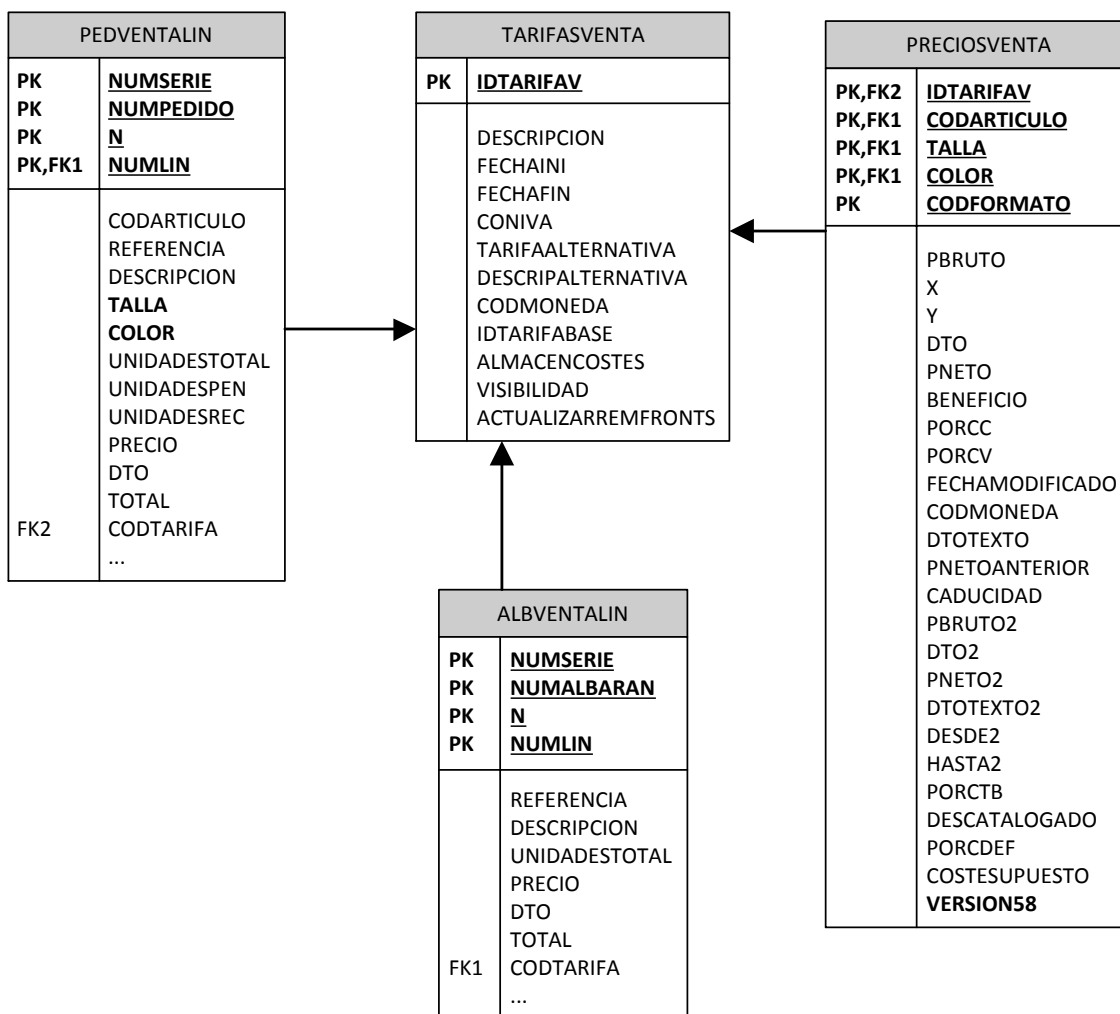 PEDVENTALIN
PK NUMSERIE
PK NUMPEDIDO
PK N
PK,FK1 NUMLIN
CODARTICULO
REFERENCIA
DESCRIPCION
TALLA
COLOR
UNIDADESTOTAL
UNIDADESPEN
UNIDADESREC
PRECIO
DTO
TOTAL
FK2 CODTARIFA
...
TARIFASVENTA
PK IDTARIFAV
DESCRIPCION
FECHAINI
FECHAFIN
CONIVA
TARIFAALTERNATIVA
DESCRIPALTERNATIVA
CODMONEDA
IDTARIFABASE
ALMACENCOSTES
VISIBILIDAD
ACTUALIZARREMFRONTS
PRECIOSVENTA
PK,FK2 IDTARIFAV
PK,FK1 CODARTICULO
PK,FK1 TALLA
PK,FK1 COLOR
PK CODFORMATO
PBRUTO
X
Y
DTO
PNETO
BENEFICIO
PORCC
PORCV
FECHAMODIFICADO
CODMONEDA
DTOTEXTO
PNETOANTERIOR
CADUCIDAD
PBRUTO2
DTO2
PNETO2
DTOTEXTO2
DESDE2
HASTA2
PORCTB
DESCATALOGADO
PORCDEF
COSTESUPUESTO
VERSION58
ALBVENTALIN
PK NUMSERIE
PK NUMALBARAN
PK N
PK NUMLIN
REFERENCIA
DESCRIPCION
UNIDADESTOTAL
PRECIO
DTO
TOTAL
FK1 CODTARIFA
...